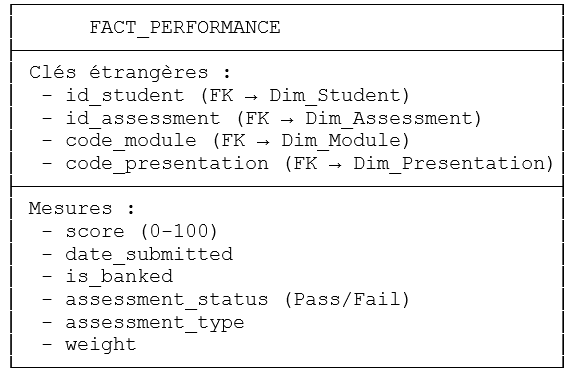 FACT_PERFORMANCE
Clés étrangères :
- id_student (FK → Dim_Student)
- id_assessment (FK → Dim_Assessment)
- code_module (FK → Dim_Module)
- code_presentation (FK → Dim_Presentation)
Mesures :
- score (0-100)
- date_submitted
- is_banked
- assessment_status (Pass/Fail)
- assessment_type
- weight